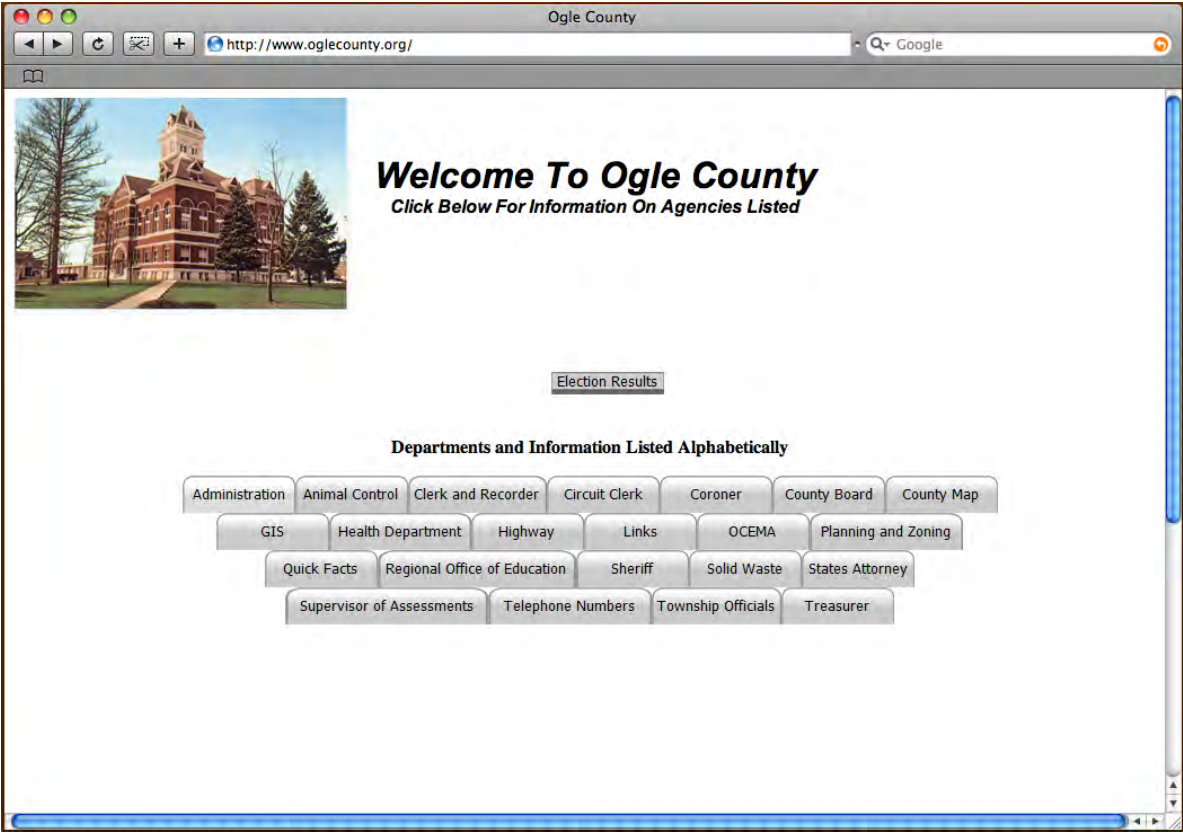 Ogle County
http://www.oglecounty.org/
Google
Welcome To Ogle County
Click Below For Information On Agencies Listed
Election Results
Departments and Information Listed Alphabetically
Administration Animal Control Clerk and Recorder Circuit Clerk Coroner County Board County Map
GIS Health Department Highway Links OCEMA Planning and Zoning
Quick Facts Regional Office of Education Sheriff Solid Waste States Attorney
Supervisor of Assessments Telephone Numbers Township Officials Treasurer